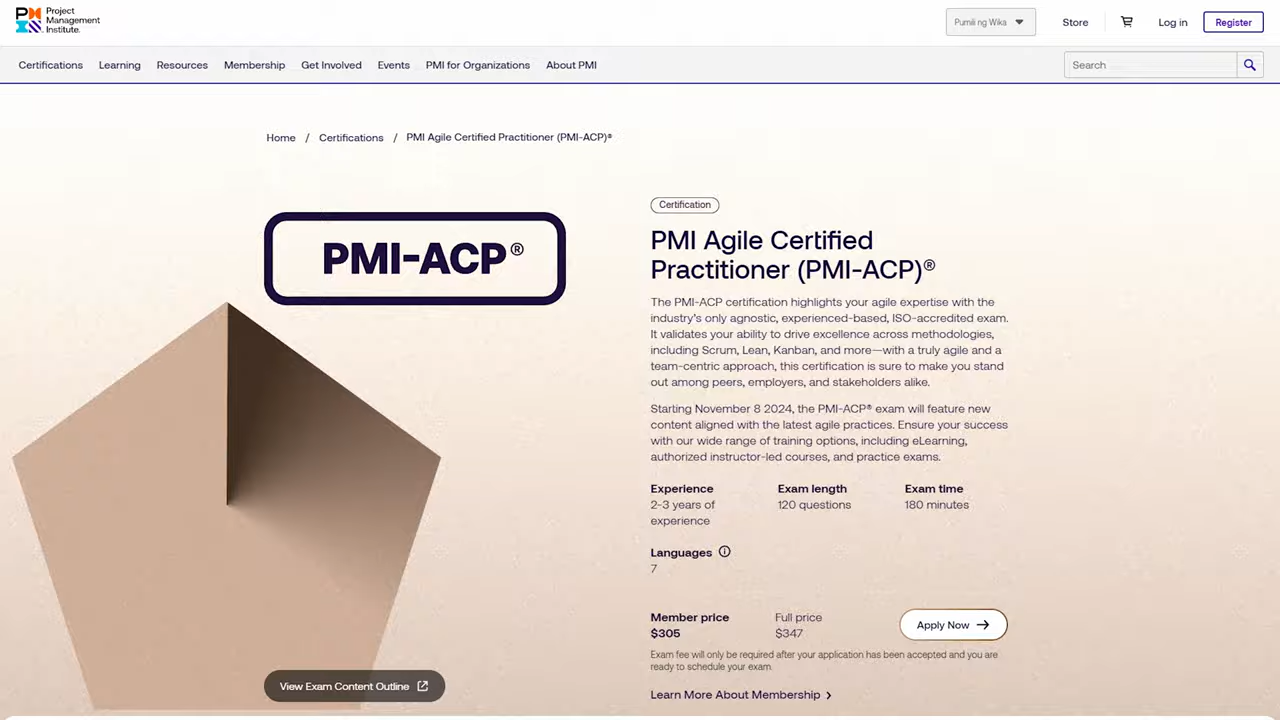 Project
Management
Institute.
Pumili ng Wika
Store
Log in
Register
Certifications
Learning
Resources
Membership
Get Involved
Events
PMI for Organizations
About PMI
Search
Home / Certifications / PMI Agile Certified Practitioner (PMI-ACP)®
PMI-ACP®
Certification
PMI Agile Certified
Practitioner (PMI-ACP)®
The PMI-ACP certification highlights your agile expertise with the
industry's only agnostic, experienced-based, ISO-accredited exam.
It validates your ability to drive excellence across methodologies,
including Scrum, Lean, Kanban, and more—with a truly agile and a
team-centric approach, this certification is sure to make you stand
out among peers, employers, and stakeholders alike.
Starting November 8 2024, the PMI-ACP® exam will feature new
content aligned with the latest agile practices. Ensure your success
with our wide range of training options, including eLearning,
authorized instructor-led courses, and practice exams.
Experience
2-3 years of
experience
Exam length
120 questions
Exam time
180 minutes
Languages
7
Member price
$305
Full price
$347
Apply Now
Exam fee will only be required after your application has been accepted and you are
ready to schedule your exam.
Learn More About Membership
View Exam Content Outline